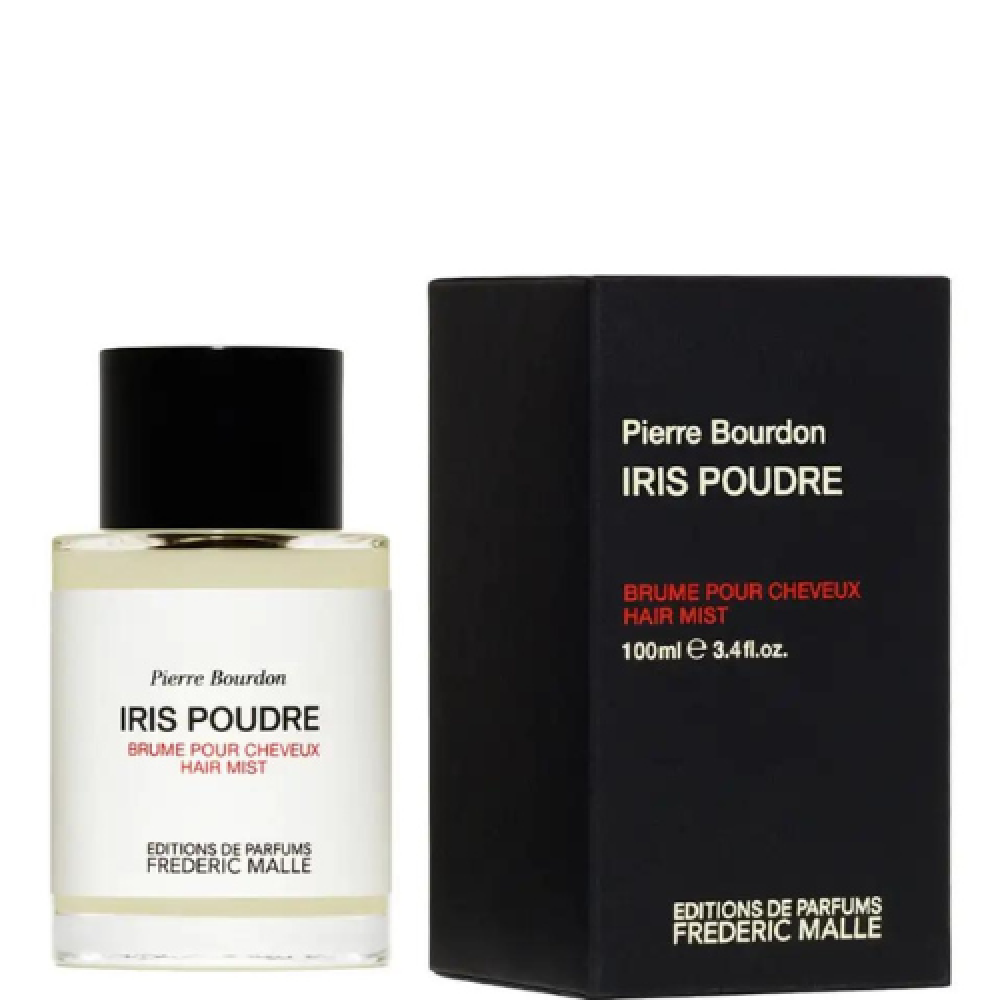 Pierre Bourdon
IRIS POUDRE
BRUME POUR CHEVEUX
HAIR MIST
EDITIONS DE PARFUMS
FREDERIC MALLE
Pierre Bourdon
IRIS POUDRE
BRUME POUR CHEVEUX
HAIR MIST
100ml ℮ 3.4fl.oz.
EDITIONS DE PARFUMS
FREDERIC MALLE